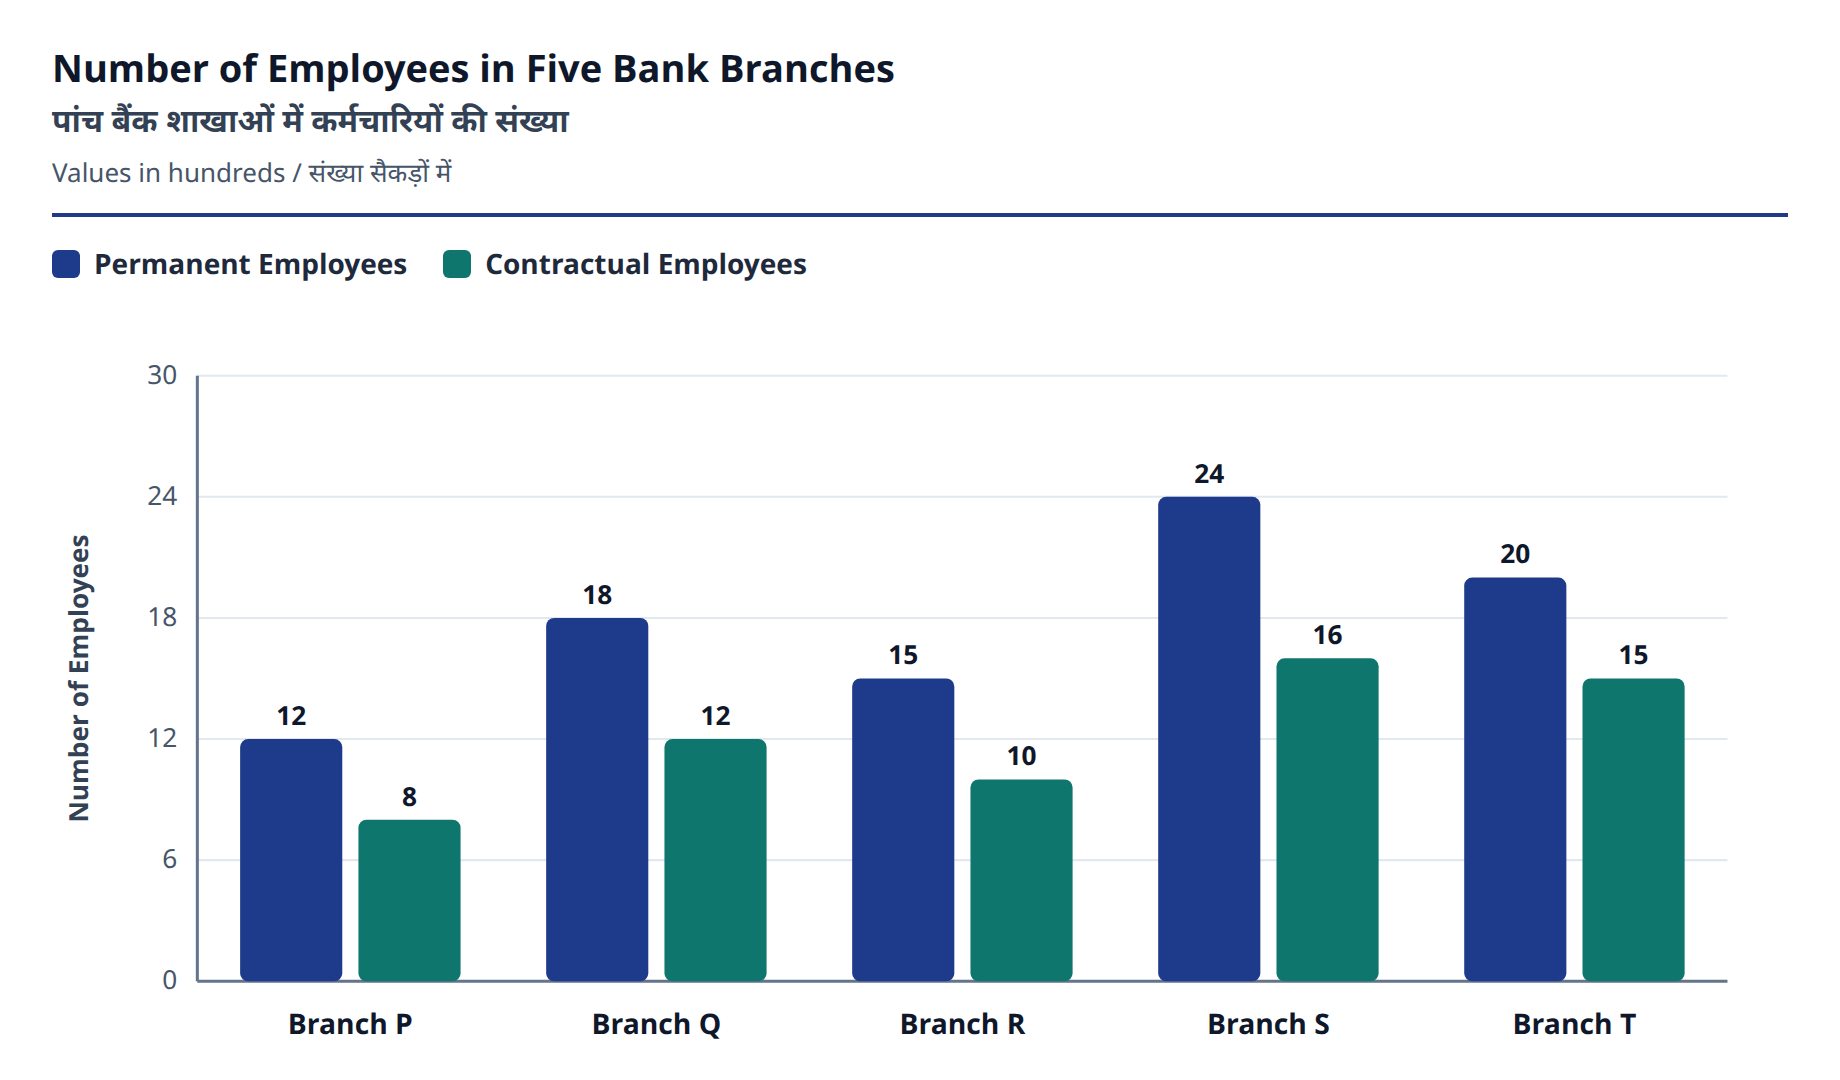 Number of Employees in Five Bank Branches
पांच बैंक शाखाओं में कर्मचारियों की संख्या
Values in hundreds / संख्या सैकड़ों में
Permanent Employees Contractual Employees
Number of Employees
30
24
18
12
6
0
12 8
18 12
15 10
24 16
20 15
Branch P Branch Q Branch R Branch S Branch T